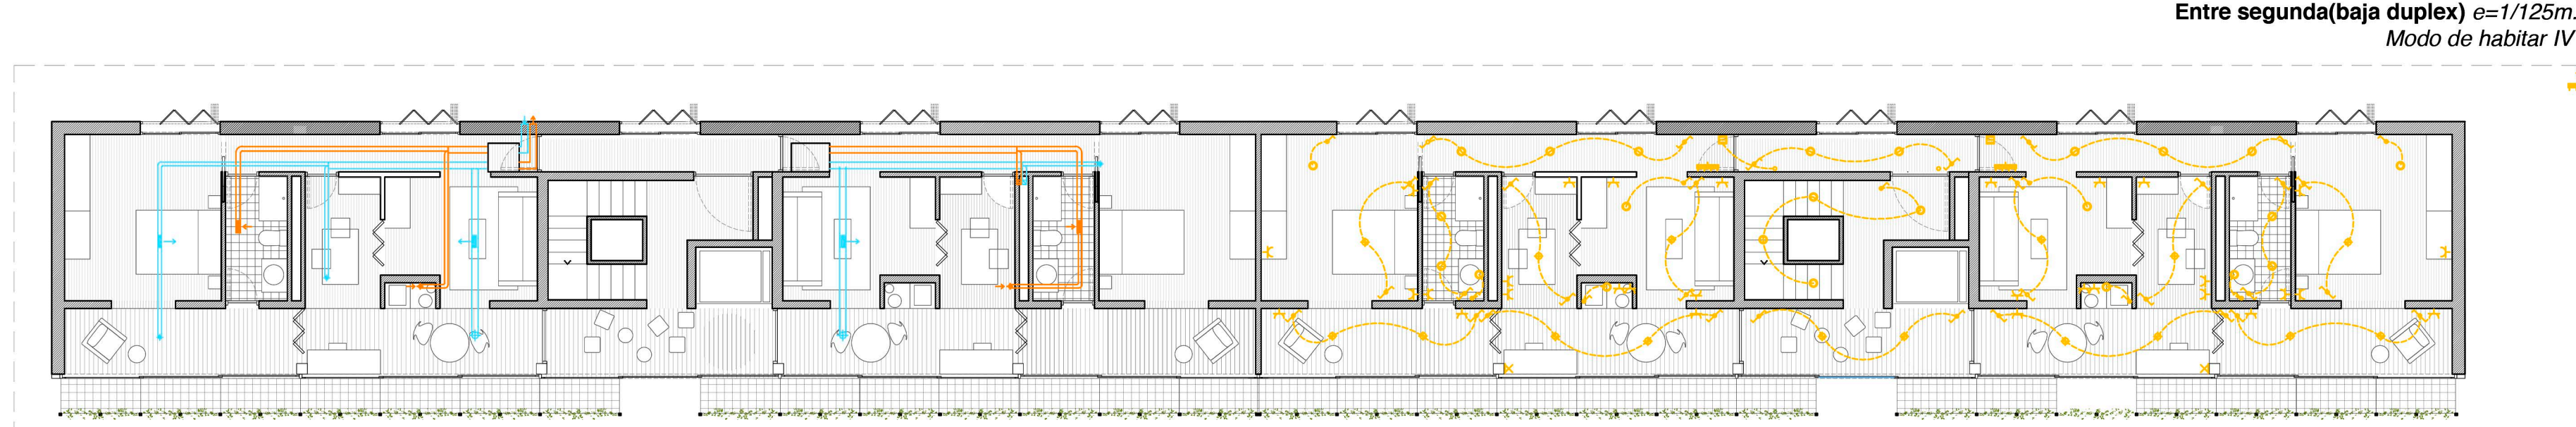 Entre segunda(baja duplex) e=1/125m.
Modo de habitar IV